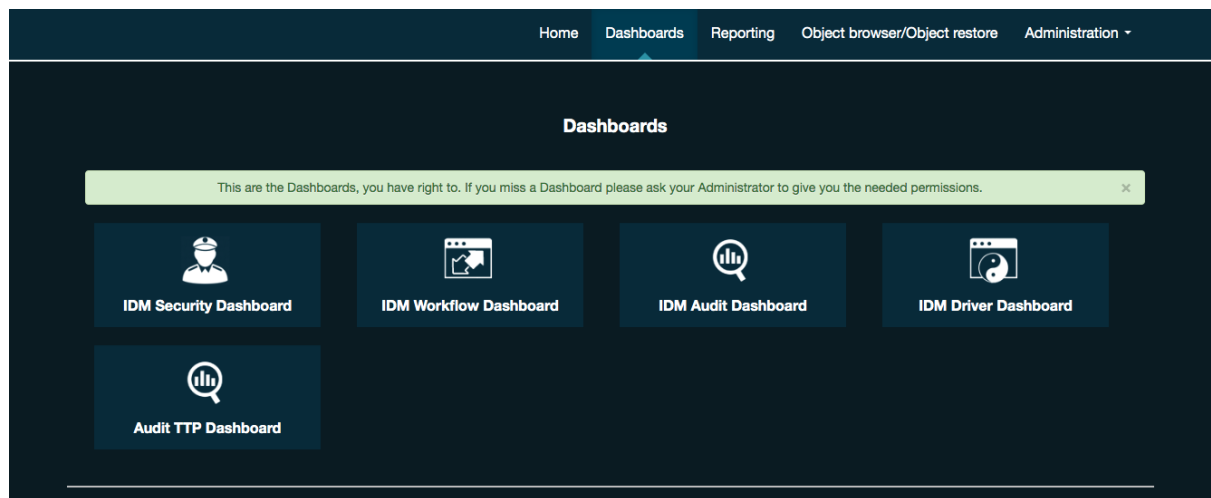 Home Dashboards Reporting Object browser/Object restore Administration
Dashboards
This are the Dashboards, you have right to. If you miss a Dashboard please ask your Administrator to give you the needed permissions. ×
IDM Security Dashboard IDM Workflow Dashboard IDM Audit Dashboard IDM Driver Dashboard
Audit TTP Dashboard